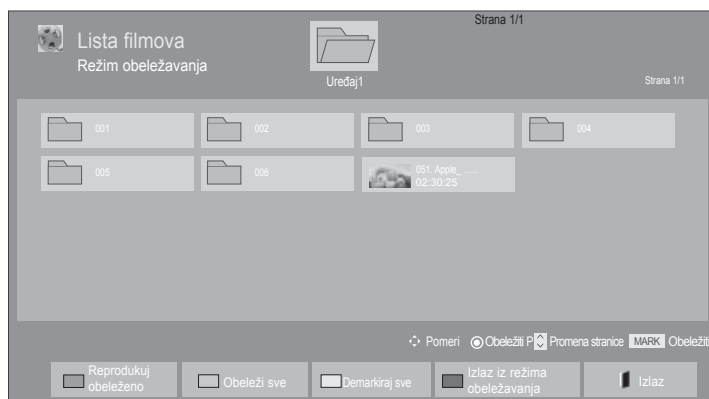 Strana 1/1
Lista filmova
Režim obeležavanja
Uređaj1
Strana 1/1
001
002
003
004
005
006
051. Apple_ ......
02:30:25
Pomeri
Obeležiti P
Promena stranice
MARK
Obeležit
Reprodukuj
obeleženo
Obeleži sve
Demarkiraj sve
Izlaz iz režima
obeležavanja
Izlaz